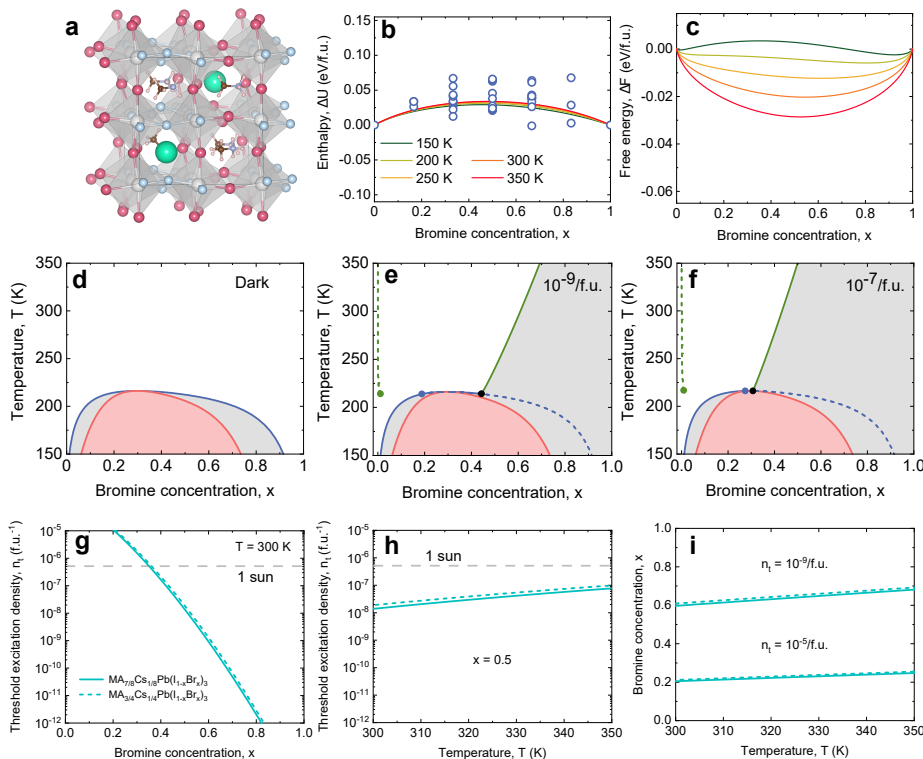 a
b
Enthalpy, ΔU (eV/f.u.)
0.15
0.10
0.05
0.00
-0.05
-0.10
150 K
200 K
250 K
300 K
350 K
0.0 0.2 0.4 0.6 0.8 1
Bromine concentration, x
c
Free energy, ΔF (eV/f.u.)
0.00
-0.02
-0.04
-0.06
0.0 0.2 0.4 0.6 0.8 1
Bromine concentration, x
d
Dark
Temperature, T (K)
350
300
250
200
150
0.0 0.2 0.4 0.6 0.8 1
Bromine concentration, x
e
10-9/f.u.
Temperature, T (K)
350
300
250
200
150
0.0 0.2 0.4 0.6 0.8 1.0
Bromine concentration, x
f
10-7/f.u.
Temperature, T (K)
350
300
250
200
150
0.0 0.2 0.4 0.6 0.8 1.0
Bromine concentration, x
g
T = 300 K
1 sun
Threshold excitation density, nt (f.u.-1)
10-5
10-6
10-7
10-8
10-9
10-10
10-11
10-12
MA7/8Cs1/8Pb(I1-xBrx)3
MA3/4Cs1/4Pb(I1-xBrx)3
0.0 0.2 0.4 0.6 0.8 1.0
Bromine concentration, x
h
1 sun
Threshold excitation density, nt (f.u.-1)
10-5
10-6
10-7
10-8
10-9
10-10
10-11
10-12
x = 0.5
300 310 320 330 340 350
Temperature, T (K)
i
Bromine concentration, x
1.0
0.8
0.6
0.4
0.2
0.0
nt = 10-9/f.u.
nt = 10-5/f.u.
300 310 320 330 340 350
Temperature, T (K)